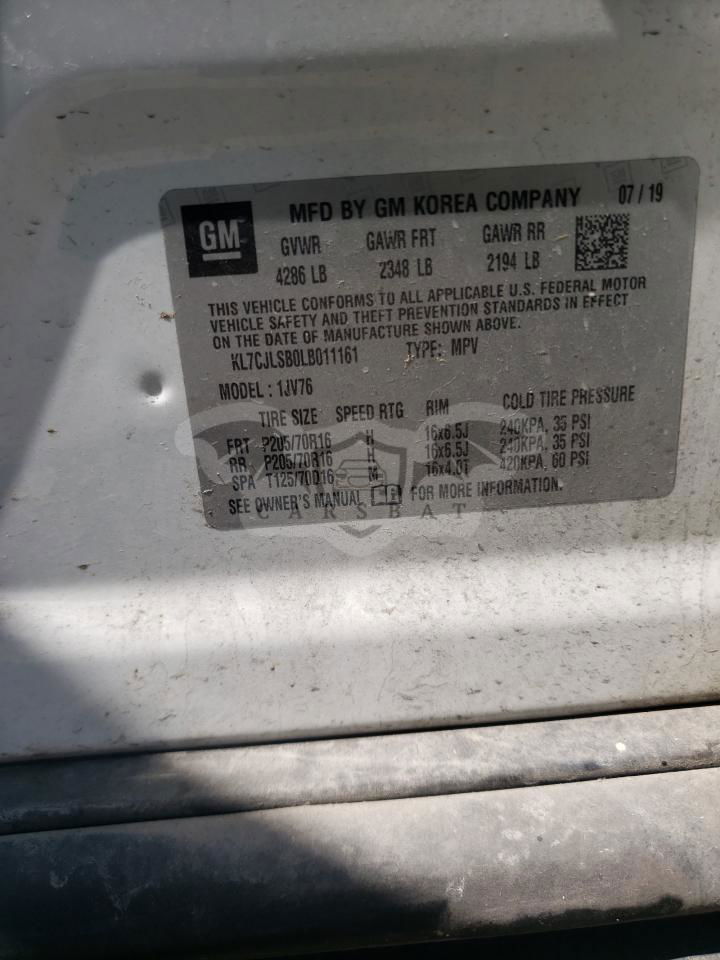 GM
MFD BY GM KOREA COMPANY 07 / 19
GVWR GAWR FRT GAWR RR
4286 LB 2348 LB 2194 LB
THIS VEHICLE CONFORMS TO ALL APPLICABLE U.S. FEDERAL MOTOR
VEHICLE SAFETY AND THEFT PREVENTION STANDARDS IN EFFECT
ON THE DATE OF MANUFACTURE SHOWN ABOVE.
KL7CJLSB0LB011161 TYPE: MPV
MODEL : 1JV76
TIRE SIZE SPEED RTG RIM COLD TIRE PRESSURE
FRT P205/70R16 H 16x6.5J 240KPA, 35 PSI
RR P205/70R16 H 16x6.5J 240KPA, 35 PSI
SPA T125/70D16 M 16x4.0T 420KPA, 60 PSI
SEE OWNER'S MANUAL FOR MORE INFORMATION.
CARSBAT